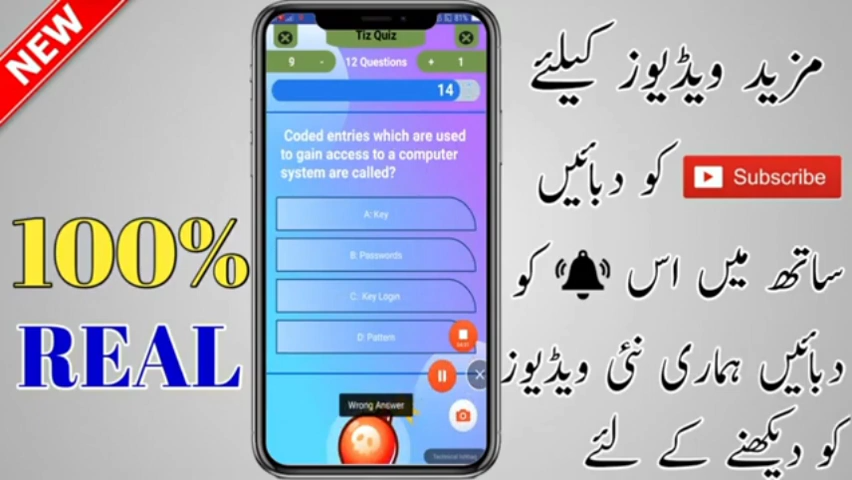 NEW
100%
REAL
81%
Tiz Quiz
9 - 12 Questions + 1
14
Coded entries which are used
to gain access to a computer
system are called?
A: Key
B: Passwords
C: Key Login
D: Pattern
Wrong Answer
مزید ویڈیوز کیلئے
Subscribe کو دبائیں
ساتھ میں اس کو
دبائیں ہماری نئی ویڈیوز
کو دیکھنے کے لئے